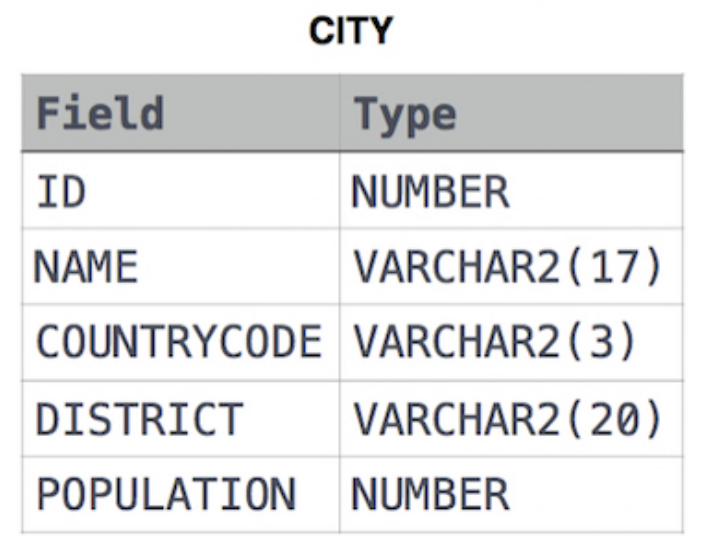 CITY
Field Type
ID NUMBER
NAME VARCHAR2(17)
COUNTRYCODE VARCHAR2(3)
DISTRICT VARCHAR2(20)
POPULATION NUMBER